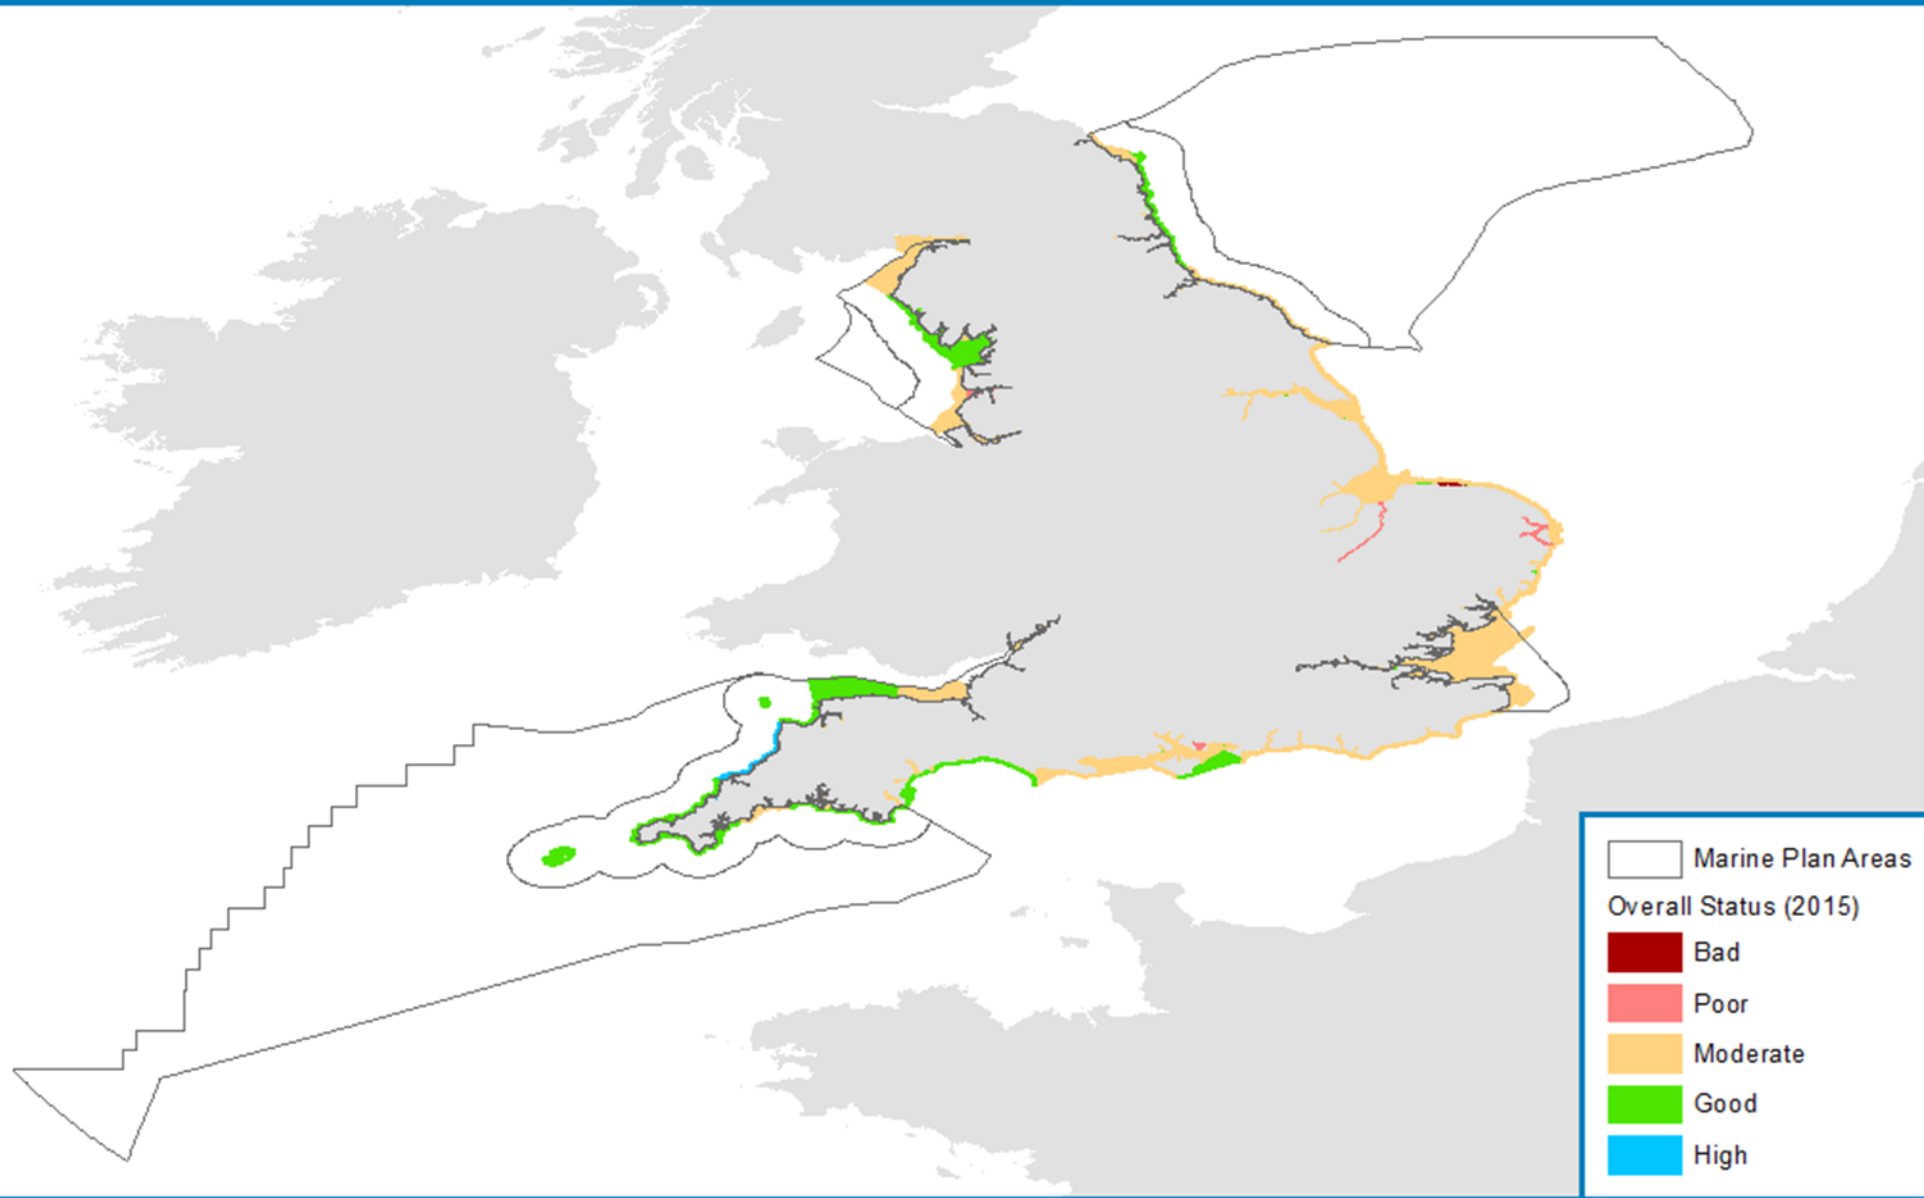 Marine Plan Areas
Overall Status (2015)
Bad
Poor
Moderate
Good
High